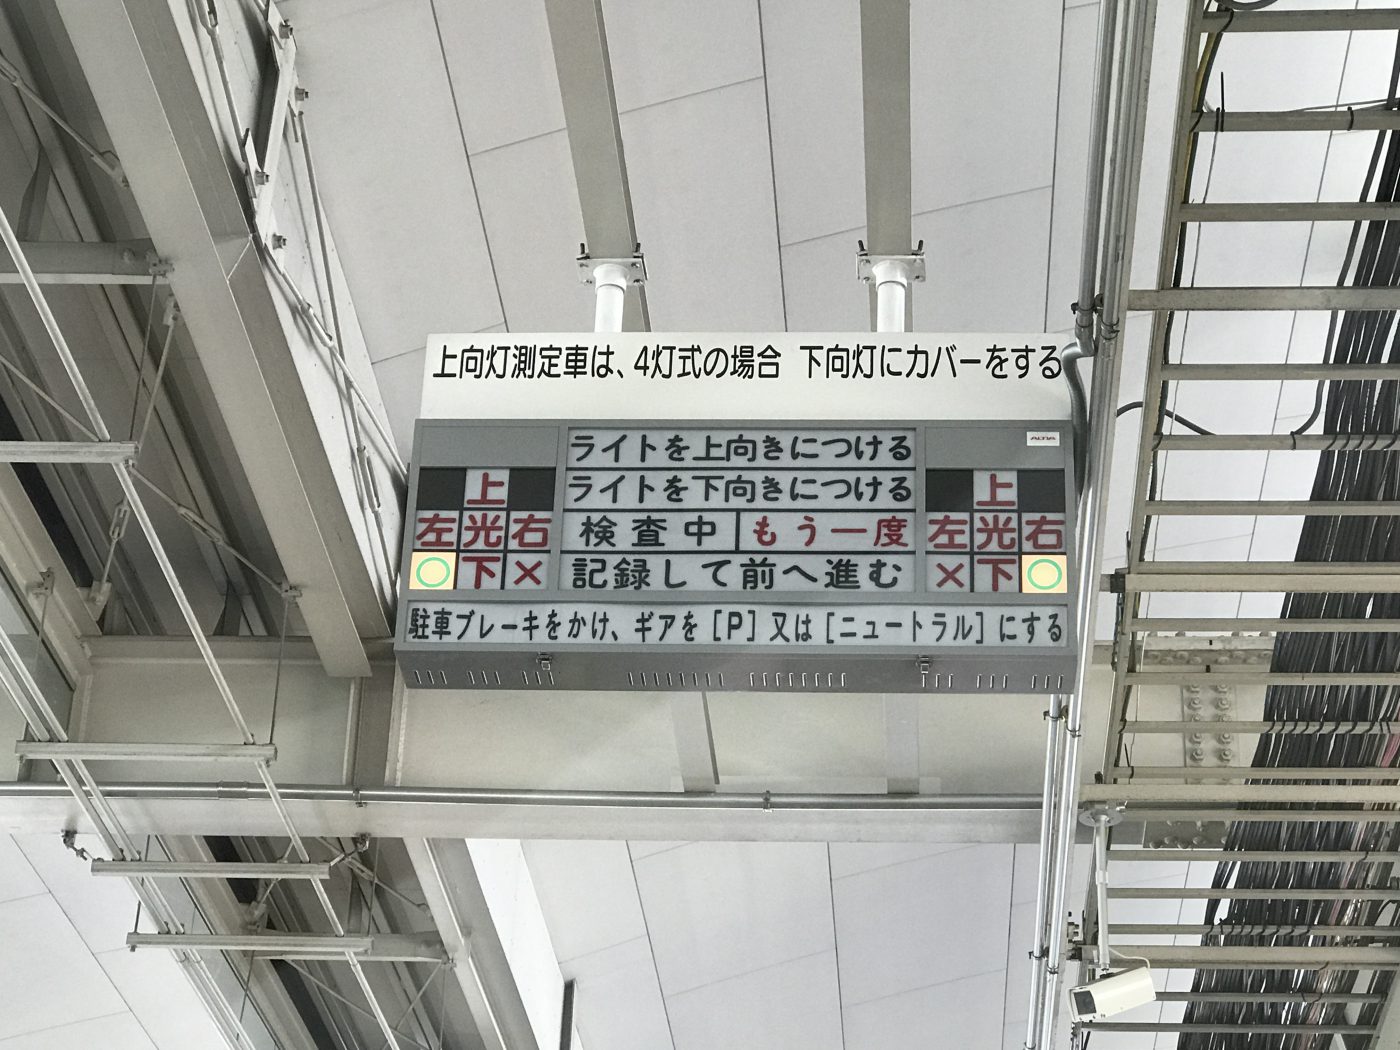 上向灯測定車は、4灯式の場合 下向灯にカバーをする
ALTIA
ライトを上向きにつける
ライトを下向きにつける
上
左光右
○下×
検査中 もう一度
記録して前へ進む
上
左光右
×下○
駐車ブレーキをかけ、ギアを[P]又は[ニュートラル]にする